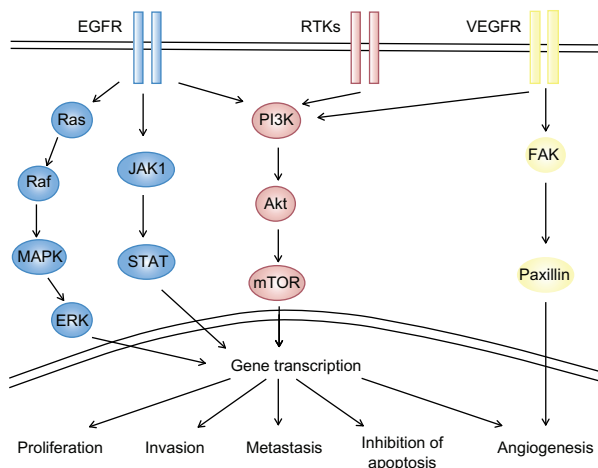 EGFR
RTKs
VEGFR
Ras
PI3K
FAK
JAK1
Raf
Akt
MAPK
STAT
Paxillin
mTOR
ERK
Gene transcription
Proliferation
Invasion
Metastasis
Inhibition of
apoptosis
Angiogenesis